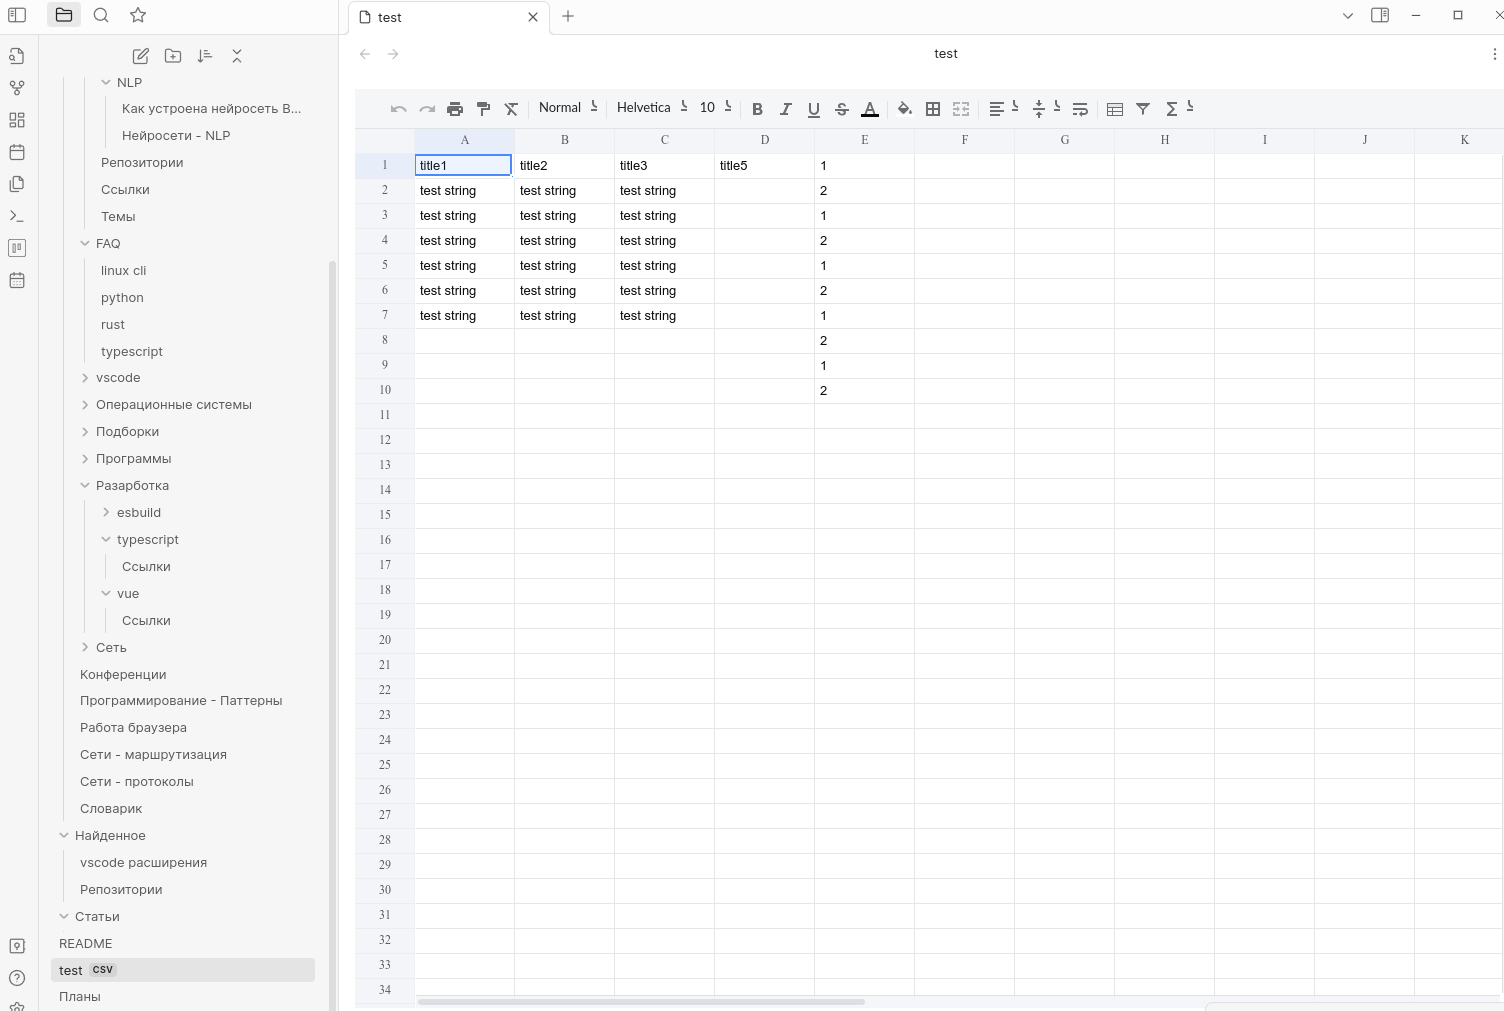 test
test
NLP
Как устроена нейросеть B...
Нейросети - NLP
Репозитории
Ссылки
Темы
FAQ
linux cli
python
rust
typescript
vscode
Операционные системы
Подборки
Программы
Разарботка
esbuild
typescript
Ссылки
vue
Ссылки
Сеть
Конференции
Программирование - Паттерны
Работа браузера
Сети - маршрутизация
Сети - протоколы
Словарик
Найденное
vscode расширения
Репозитории
Статьи
README
test CSV
Планы
Normal Helvetica 10 B I U S A Σ
A B C D E F G H I J K
1 title1 title2 title3 title5 1
2 test string test string test string 2
3 test string test string test string 1
4 test string test string test string 2
5 test string test string test string 1
6 test string test string test string 2
7 test string test string test string 1
8 2
9 1
10 2
11
12
13
14
15
16
17
18
19
20
21
22
23
24
25
26
27
28
29
30
31
32
33
34